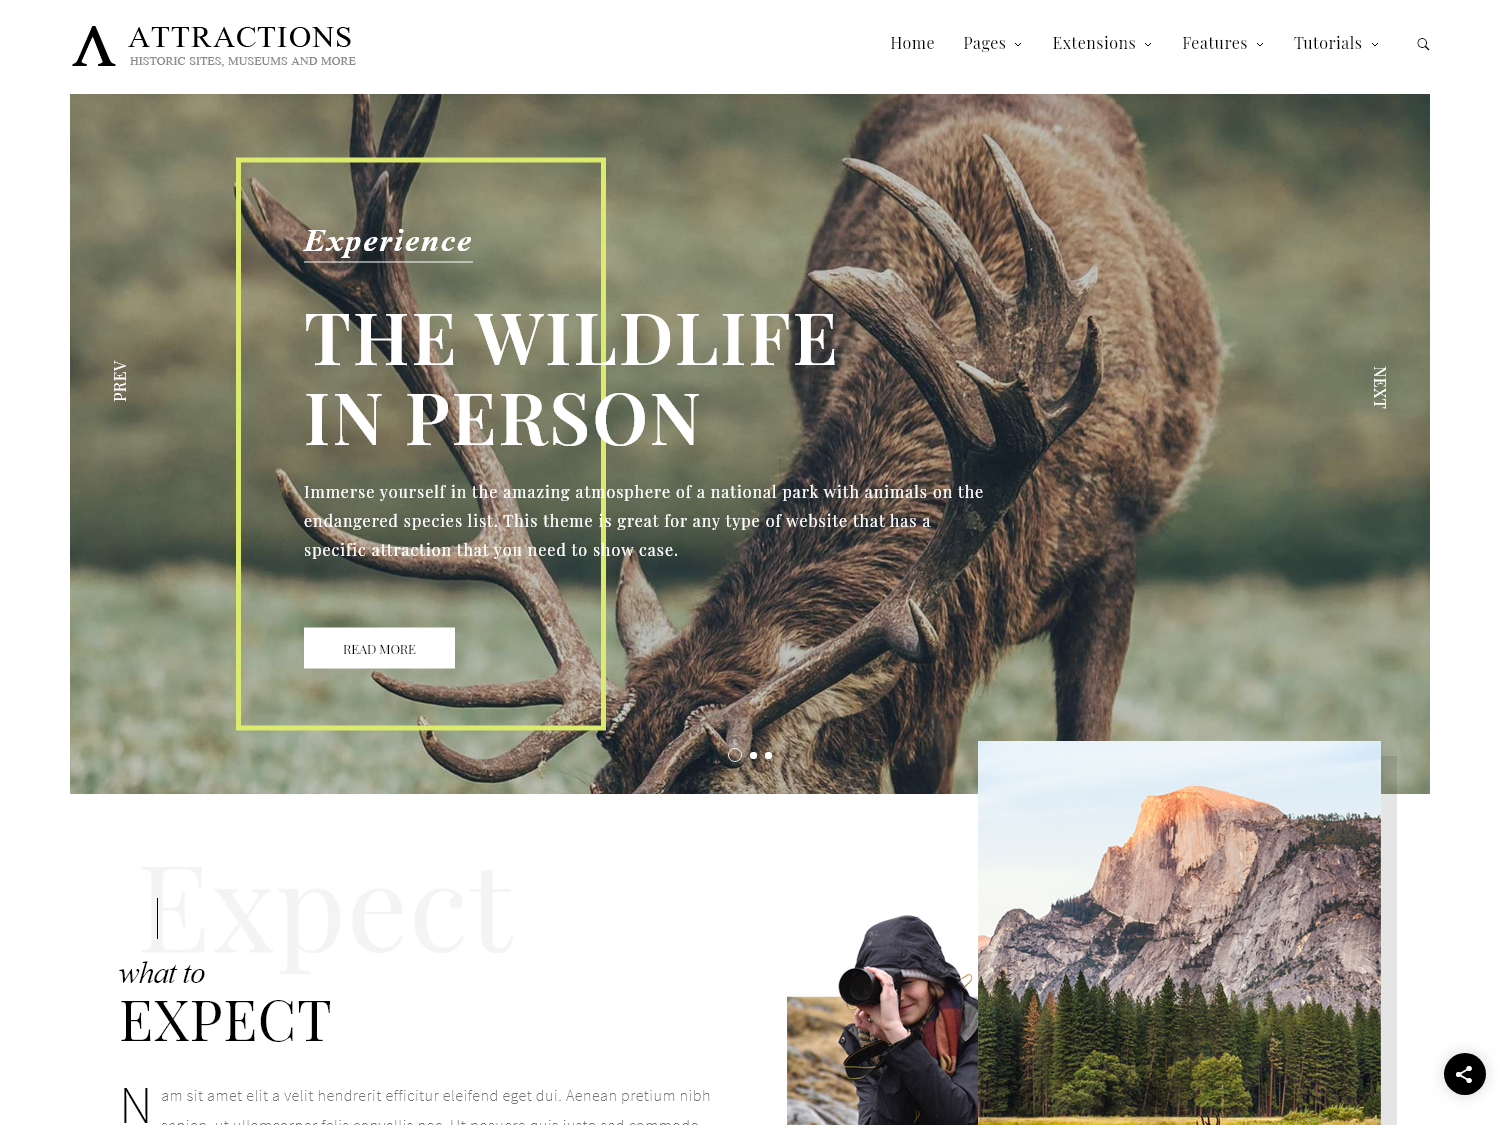 ATTRACTIONS
HISTORIC SITES, MUSEUMS AND MORE
Home Pages Extensions Features Tutorials
Experience
THE WILDLIFE
IN PERSON
PREV
NEXT
Immerse yourself in the amazing atmosphere of a national park with animals on the
endangered species list. This theme is great for any type of website that has a
specific attraction that you need to show case.
READ MORE
Expect
what to
EXPECT
Nam sit amet elit a velit hendrerit efficitur eleifend eget dui. Aenean pretium nibh